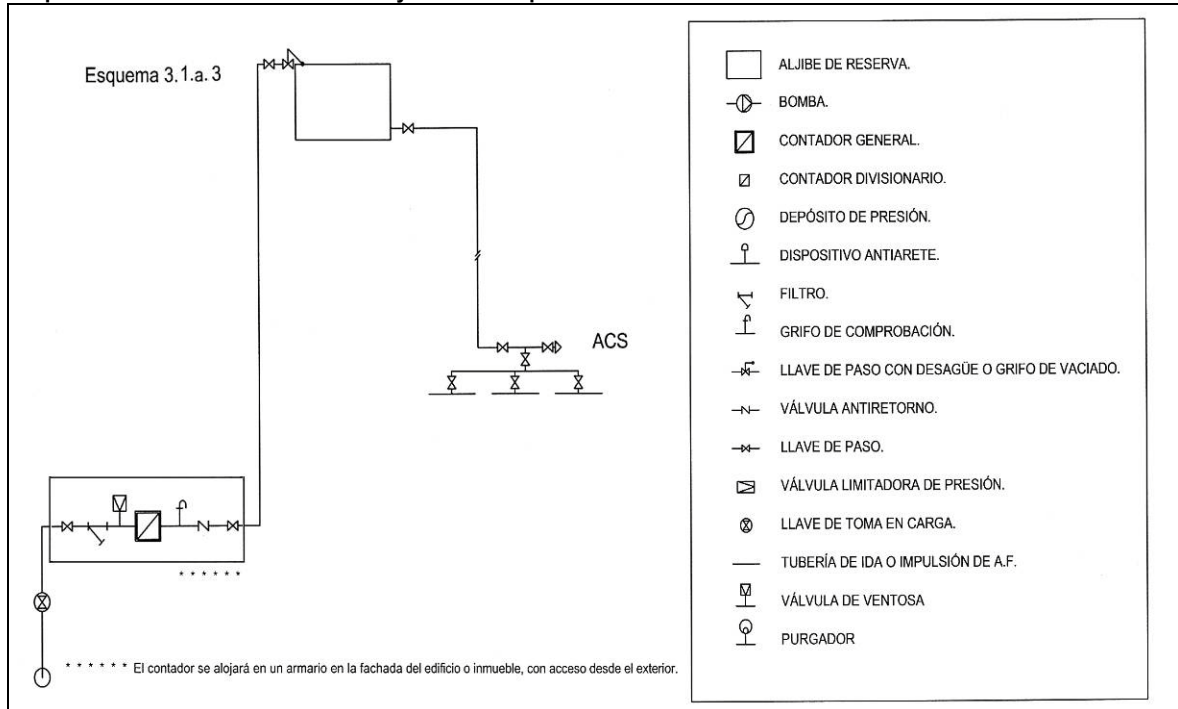 Esquema 3.1.a.3
ACS
* * * * * *
* * * * * * El contador se alojará en un armario en la fachada del edificio o inmueble, con acceso desde el exterior.
ALJIBE DE RESERVA.
BOMBA.
CONTADOR GENERAL.
CONTADOR DIVISIONARIO.
DEPÓSITO DE PRESIÓN.
DISPOSITIVO ANTIARETE.
FILTRO.
GRIFO DE COMPROBACIÓN.
LLAVE DE PASO CON DESAGÜE O GRIFO DE VACIADO.
VÁLVULA ANTIRETORNO.
LLAVE DE PASO.
VÁLVULA LIMITADORA DE PRESIÓN.
LLAVE DE TOMA EN CARGA.
TUBERÍA DE IDA O IMPULSIÓN DE A.F.
VÁLVULA DE VENTOSA
PURGADOR